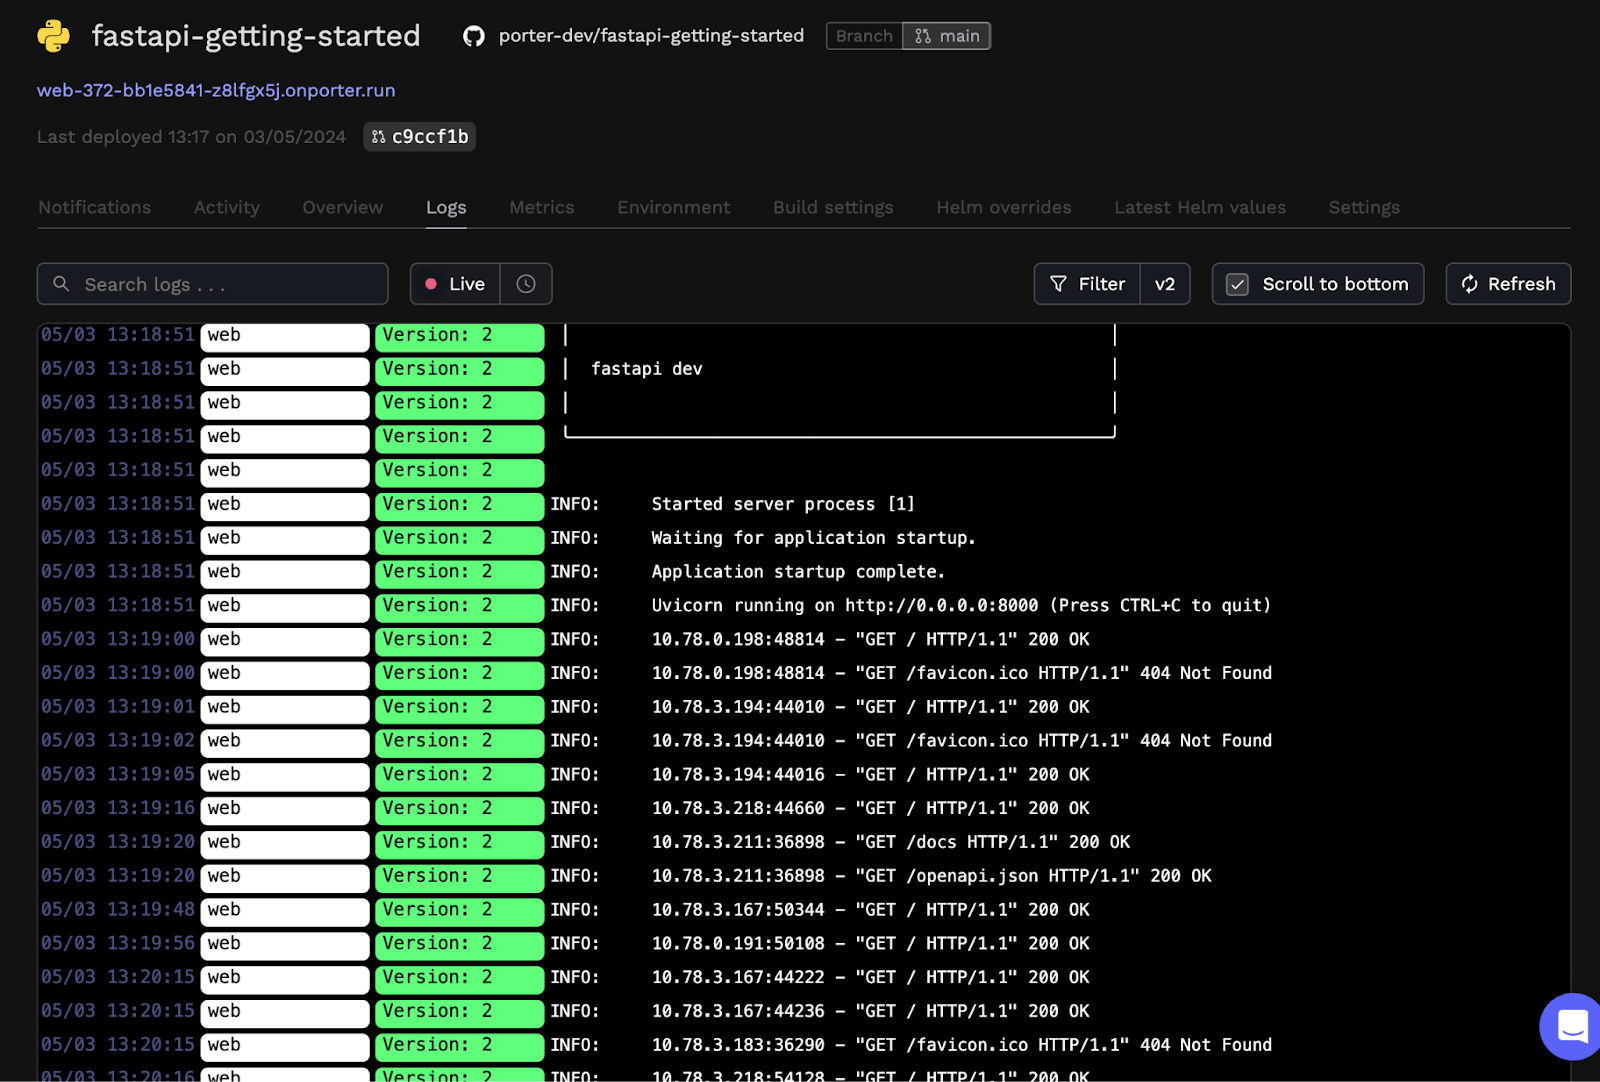 fastapi-getting-started porter-dev/fastapi-getting-started Branch main
web-372-bb1e5841-z8lfgx5j.onporter.run
Last deployed 13:17 on 03/05/2024 c9ccf1b
Notifications Activity Overview Logs Metrics Environment Build settings Helm overrides Latest Helm values Settings
Search logs . . . Live Filter v2 Scroll to bottom Refresh
05/03 13:18:51 web Version: 2
05/03 13:18:51 web Version: 2 fastapi dev
05/03 13:18:51 web Version: 2
05/03 13:18:51 web Version: 2
05/03 13:18:51 web Version: 2
05/03 13:18:51 web Version: 2 INFO: Started server process [1]
05/03 13:18:51 web Version: 2 INFO: Waiting for application startup.
05/03 13:18:51 web Version: 2 INFO: Application startup complete.
05/03 13:18:51 web Version: 2 INFO: Uvicorn running on http://0.0.0.0:8000 (Press CTRL+C to quit)
05/03 13:19:00 web Version: 2 INFO: 10.78.0.198:48814 – "GET / HTTP/1.1" 200 OK
05/03 13:19:00 web Version: 2 INFO: 10.78.0.198:48814 – "GET /favicon.ico HTTP/1.1" 404 Not Found
05/03 13:19:01 web Version: 2 INFO: 10.78.3.194:44010 – "GET / HTTP/1.1" 200 OK
05/03 13:19:02 web Version: 2 INFO: 10.78.3.194:44010 – "GET /favicon.ico HTTP/1.1" 404 Not Found
05/03 13:19:05 web Version: 2 INFO: 10.78.3.194:44016 – "GET / HTTP/1.1" 200 OK
05/03 13:19:16 web Version: 2 INFO: 10.78.3.218:44660 – "GET / HTTP/1.1" 200 OK
05/03 13:19:20 web Version: 2 INFO: 10.78.3.211:36898 – "GET /docs HTTP/1.1" 200 OK
05/03 13:19:20 web Version: 2 INFO: 10.78.3.211:36898 – "GET /openapi.json HTTP/1.1" 200 OK
05/03 13:19:48 web Version: 2 INFO: 10.78.3.167:50344 – "GET / HTTP/1.1" 200 OK
05/03 13:19:56 web Version: 2 INFO: 10.78.0.191:50108 – "GET / HTTP/1.1" 200 OK
05/03 13:20:15 web Version: 2 INFO: 10.78.3.167:44222 – "GET / HTTP/1.1" 200 OK
05/03 13:20:15 web Version: 2 INFO: 10.78.3.167:44236 – "GET / HTTP/1.1" 200 OK
05/03 13:20:15 web Version: 2 INFO: 10.78.3.183:36290 – "GET /favicon.ico HTTP/1.1" 404 Not Found
05/03 13:20:16 web Version: 2 INFO: 10.78.3.218:54128 – "GET / HTTP/1.1" 200 OK